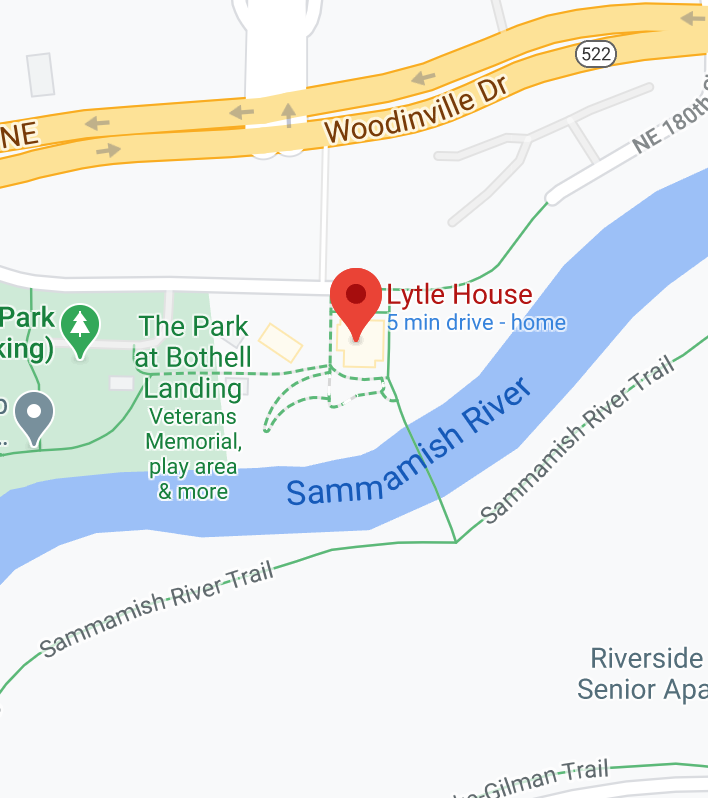 522
Woodinville Dr
NE
NE 180th
Lytle House
5 min drive - home
Park
king)
The Park
at Bothell
Landing
Veterans
Memorial,
play area
& more
p
..
Sammamish River
Sammamish River Trail
Sammamish River Trail
Riverside
Senior Apa
-Gilman Trail